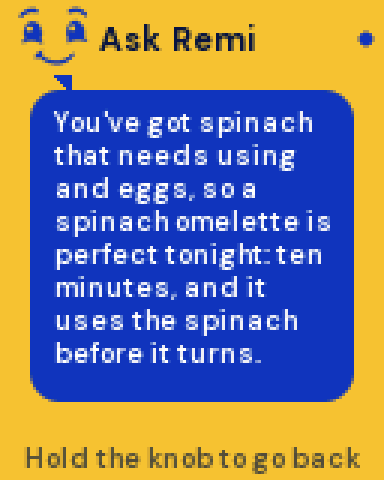 Ask Remi
You've got spinach
that needs using
and eggs, so a
spinach omelette is
perfect tonight: ten
minutes, and it
uses the spinach
before it turns.
Hold the knob to go back